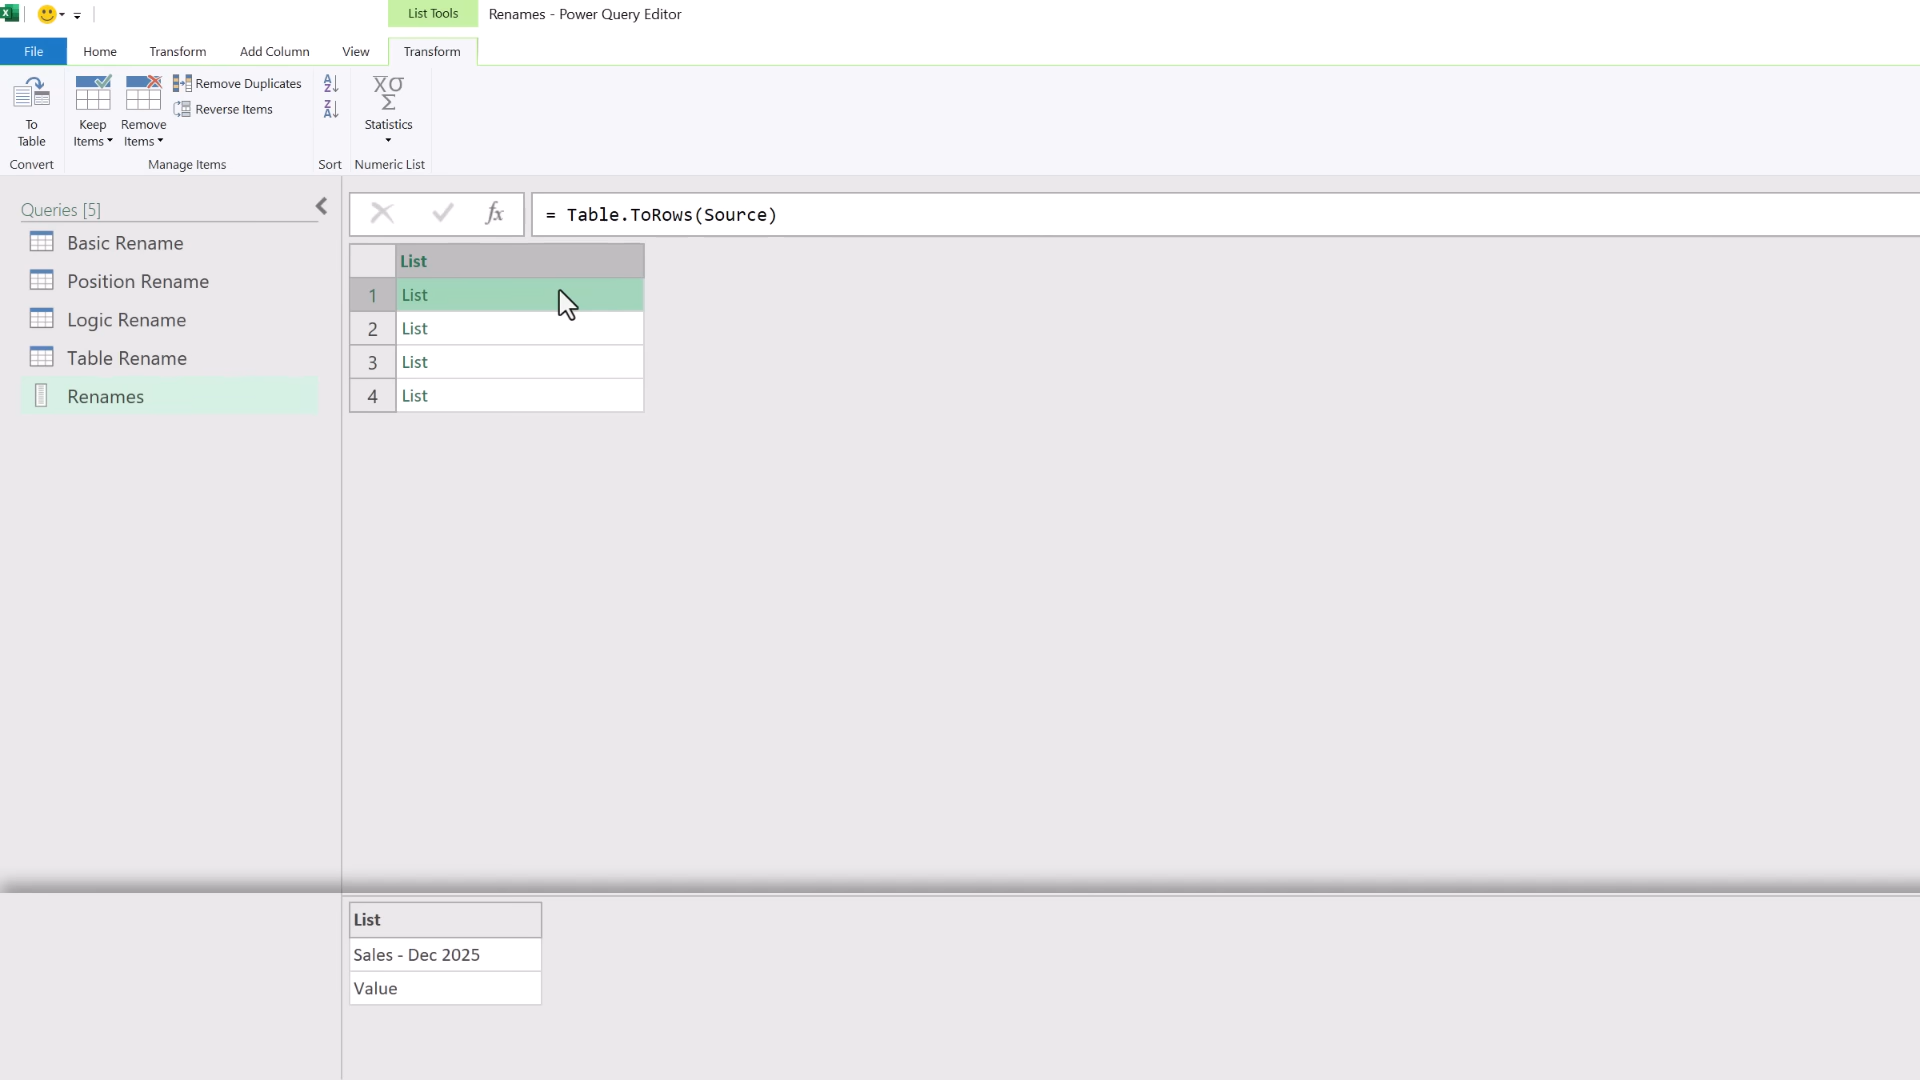 List Tools
Renames - Power Query Editor
File
Home
Transform
Add Column
View
Transform
To
Table
Keep
Items
Remove
Items
Remove Duplicates
Reverse Items
A
Z
Z
A
Statistics
Convert
Manage Items
Sort
Numeric List
Queries [5]
Basic Rename
Position Rename
Logic Rename
Table Rename
Renames
fx
= Table.ToRows(Source)
List
1
List
2
List
3
List
4
List
List
Sales - Dec 2025
Value